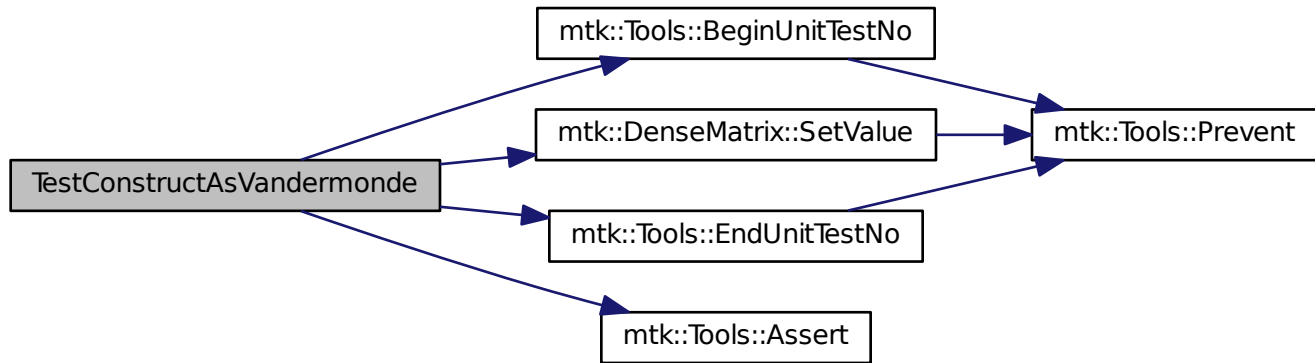 mtk::Tools::BeginUnitTestNo
mtk::DenseMatrix::SetValue
mtk::Tools::Prevent
TestConstructAsVandermonde
mtk::Tools::EndUnitTestNo
mtk::Tools::Assert